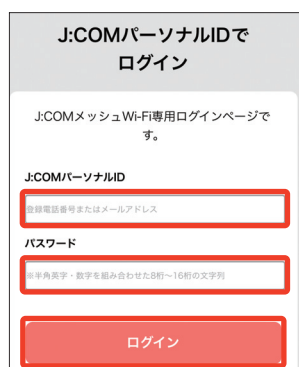 J:COMパーソナルIDで
ログイン
J:COMメッシュWi-Fi専用ログインページで
す。
J:COMパーソナルID
登録電話番号またはメールアドレス
パスワード
※半角英字・数字を組み合わせた8桁〜16桁の文字列
ログイン